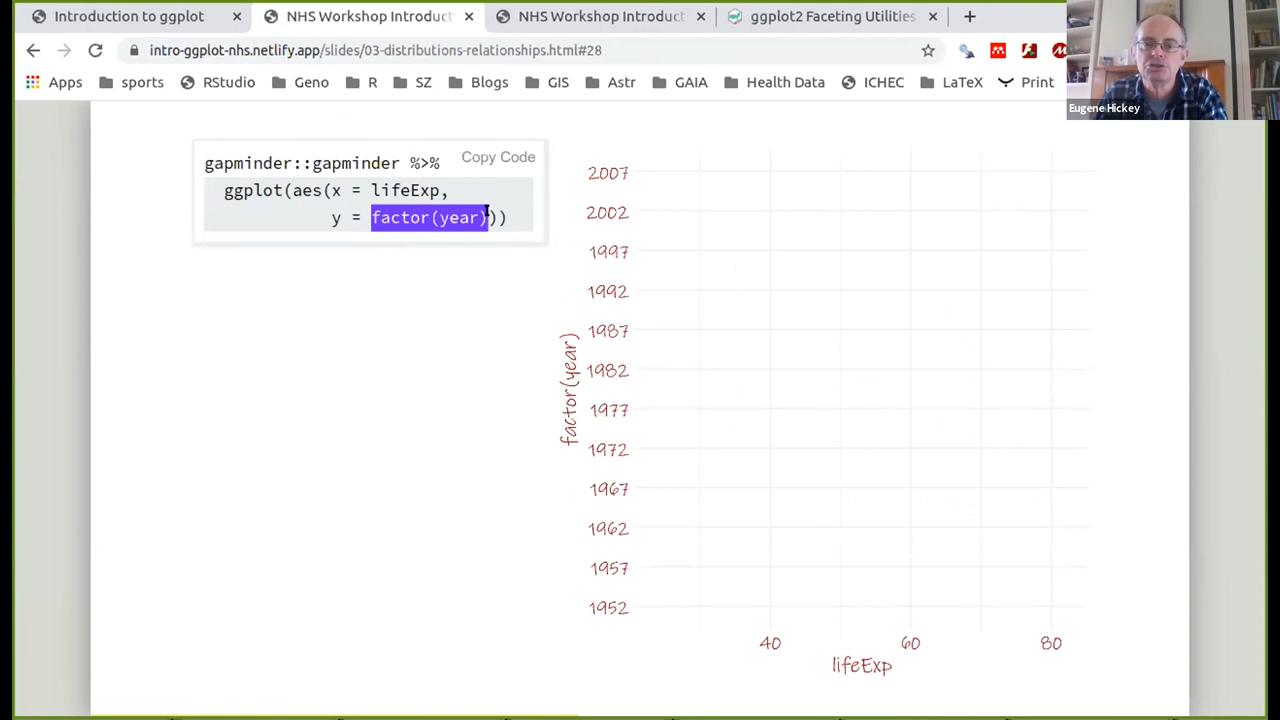 Introduction to ggplot
NHS Workshop Introduct
NHS Workshop Introduct
ggplot2 Faceting Utilities
intro-ggplot-nhs.netlify.app/slides/03-distributions-relationships.html#28
Apps
sports
RStudio
Geno
R
SZ
Blogs
GIS
Astr
GAIA
Health Data
ICHEC
LaTeX
Print
Eugene Hickey
Copy Code
gapminder::gapminder %>%
ggplot(aes(x = lifeExp,
y = factor(year)))
2007
2002
1997
1992
1987
1982
1977
1972
1967
1962
1957
1952
factor(year)
40
60
80
lifeExp